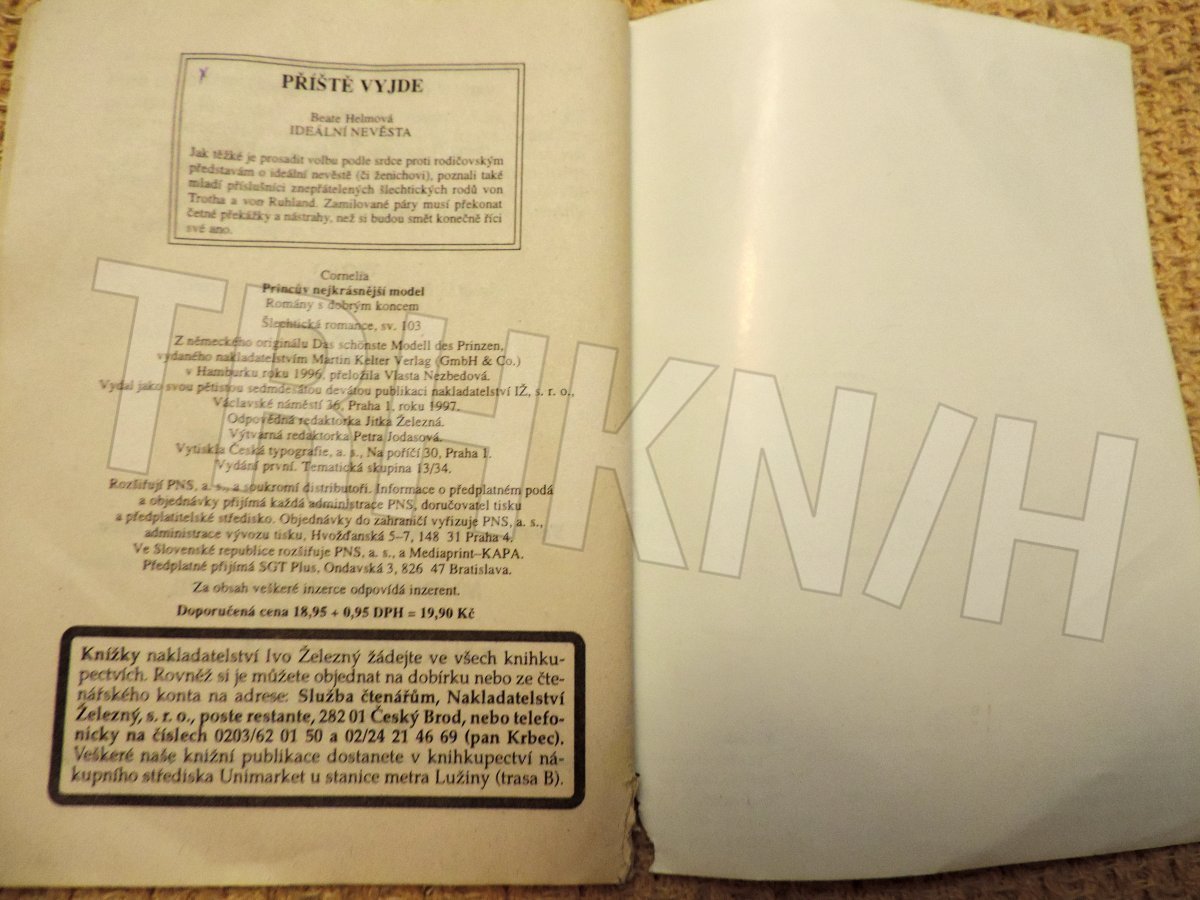 PŘÍŠTĚ VYJDE
Beate Helmová
IDEÁLNÍ NEVĚSTA
Jak těžké je prosadit volbu podle srdce proti rodičovským
představám o ideální nevěstě (či ženichovi), poznali také
mladí příslušníci znepřátelených šlechtických rodů von
Trotha a von Ruhland. Zamilované páry musí překonat
četné překážky a nástrahy, než si budou smět konečně říci
své ano.
Cornelia
Princův nejkrásnější model
Romány s dobrým koncem
Šlechtická romance, sv. 103
Z německého originálu Das schönste Modell des Prinzen,
vydaného nakladatelstvím Martin Kelter Verlag (GmbH & Co.)
v Hamburku roku 1996, přeložila Vlasta Nezbedová.
Vydal jako svou pětistou sedmdesátou devátou publikaci nakladatelství IŽ, s. r. o.,
Václavské náměstí 36, Praha 1, roku 1997.
Odpovědná redaktorka Jitka Železná.
Výtvarná redaktorka Petra Jodasová.
Vytiskla Česká typografie, a. s., Na poříčí 30, Praha 1.
Vydání první. Tematická skupina 13/34.
Rozšiřují PNS, a. s., a soukromí distributoři. Informace o předplatném podá
a objednávky přijímá každá administrace PNS, doručovatel tisku
a předplatitelské středisko. Objednávky do zahraničí vyřizuje PNS, a. s.,
administrace vývozu tisku, Hvožďanská 5–7, 148 31 Praha 4.
Ve Slovenské republice rozšiřuje PNS, a. s., a Mediaprint–KAPA.
Předplatné přijímá SGT Plus, Ondavská 3, 826 47 Bratislava.
Za obsah veškeré inzerce odpovídá inzerent.
Doporučená cena 18,95 + 0,95 DPH = 19,90 Kč
Knížky nakladatelství Ivo Železný žádejte ve všech knihku-
pectvích. Rovněž si je můžete objednat na dobírku nebo ze čte-
nářského konta na adrese: Služba čtenářům, Nakladatelství
Železný, s. r. o., poste restante, 282 01 Český Brod, nebo telefo-
nicky na číslech 0203/62 01 50 a 02/24 21 46 69 (pan Krbec).
Veškeré naše knižní publikace dostanete v knihkupectví ná-
kupního střediska Unimarket u stanice metra Lužiny (trasa B).
TRHKN/H